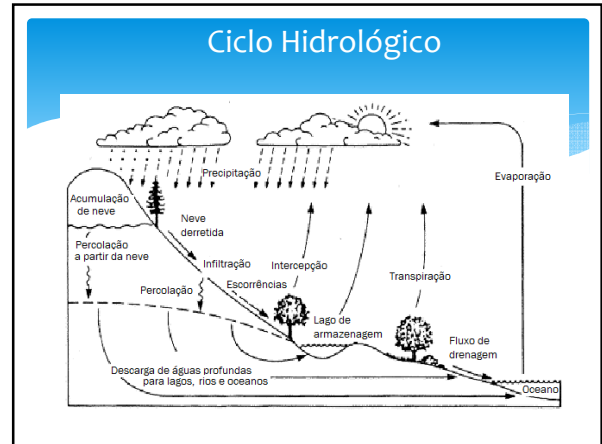 Ciclo Hidrológico
Precipitação
Evaporação
Acumulação
de neve
Neve
derretida
Percolação
a partir da neve
Infiltração
Intercepção
Transpiração
Percolação
Escorrências
Lago de
armazenagem
Fluxo de
drenagem
Descarga de águas profundas
para lagos, rios e oceanos
Oceano